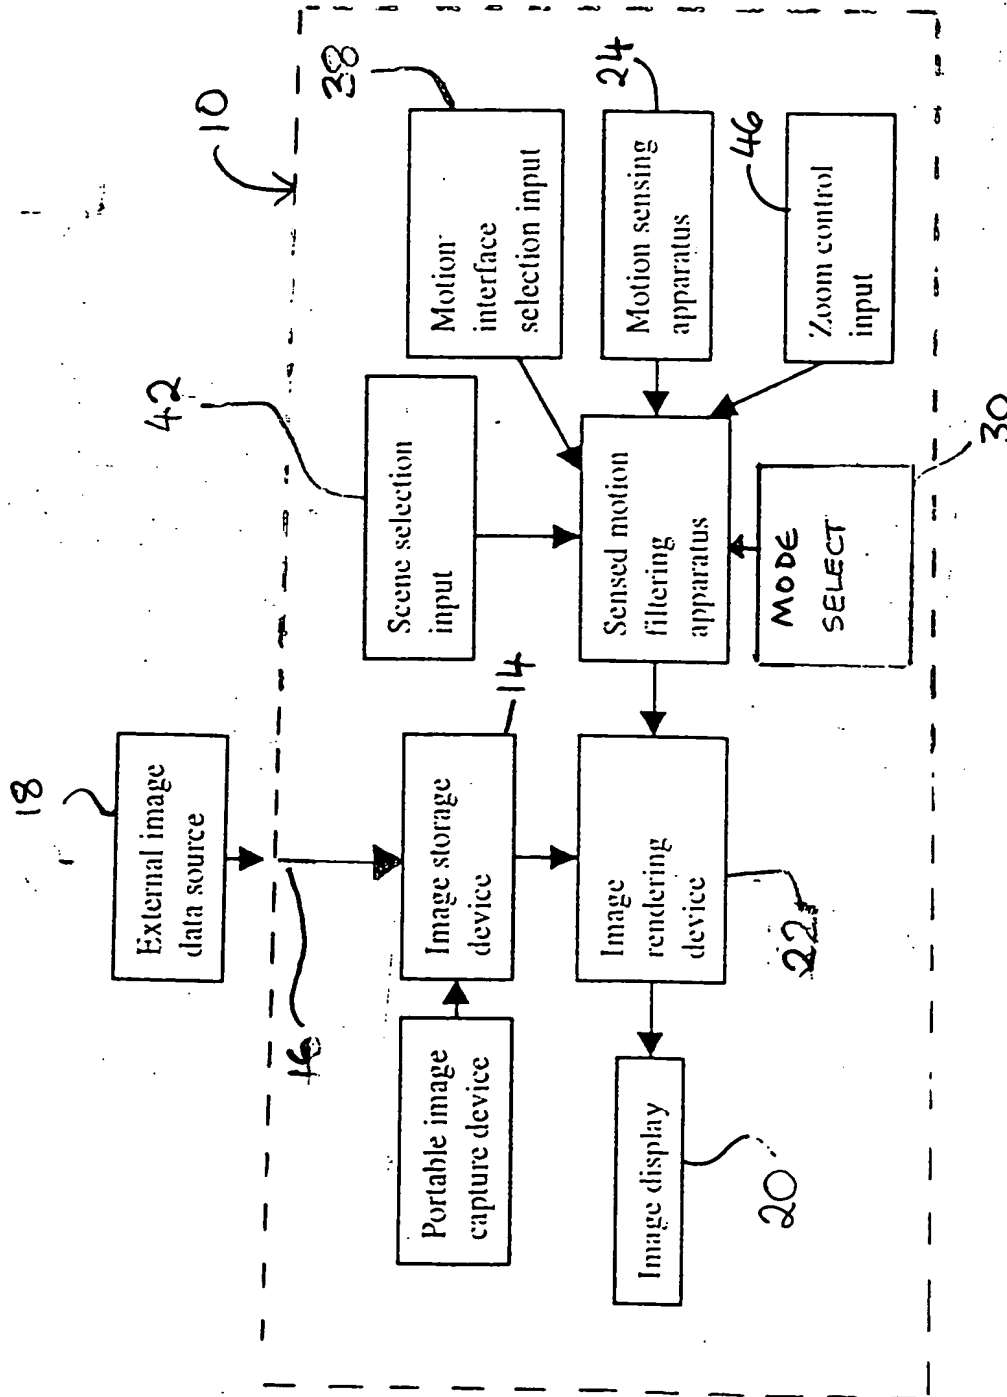 18
External image
data source
10
16
42
38
Portable image
capture device
Image storage
device
14
Scene selection
input
Motion
interface
selection input
24
Image display
Image
rendering
device
Sensed motion
filtering
apparatus
Motion sensing
apparatus
20
22
46
MODE
SELECT
Zoom control
input
30